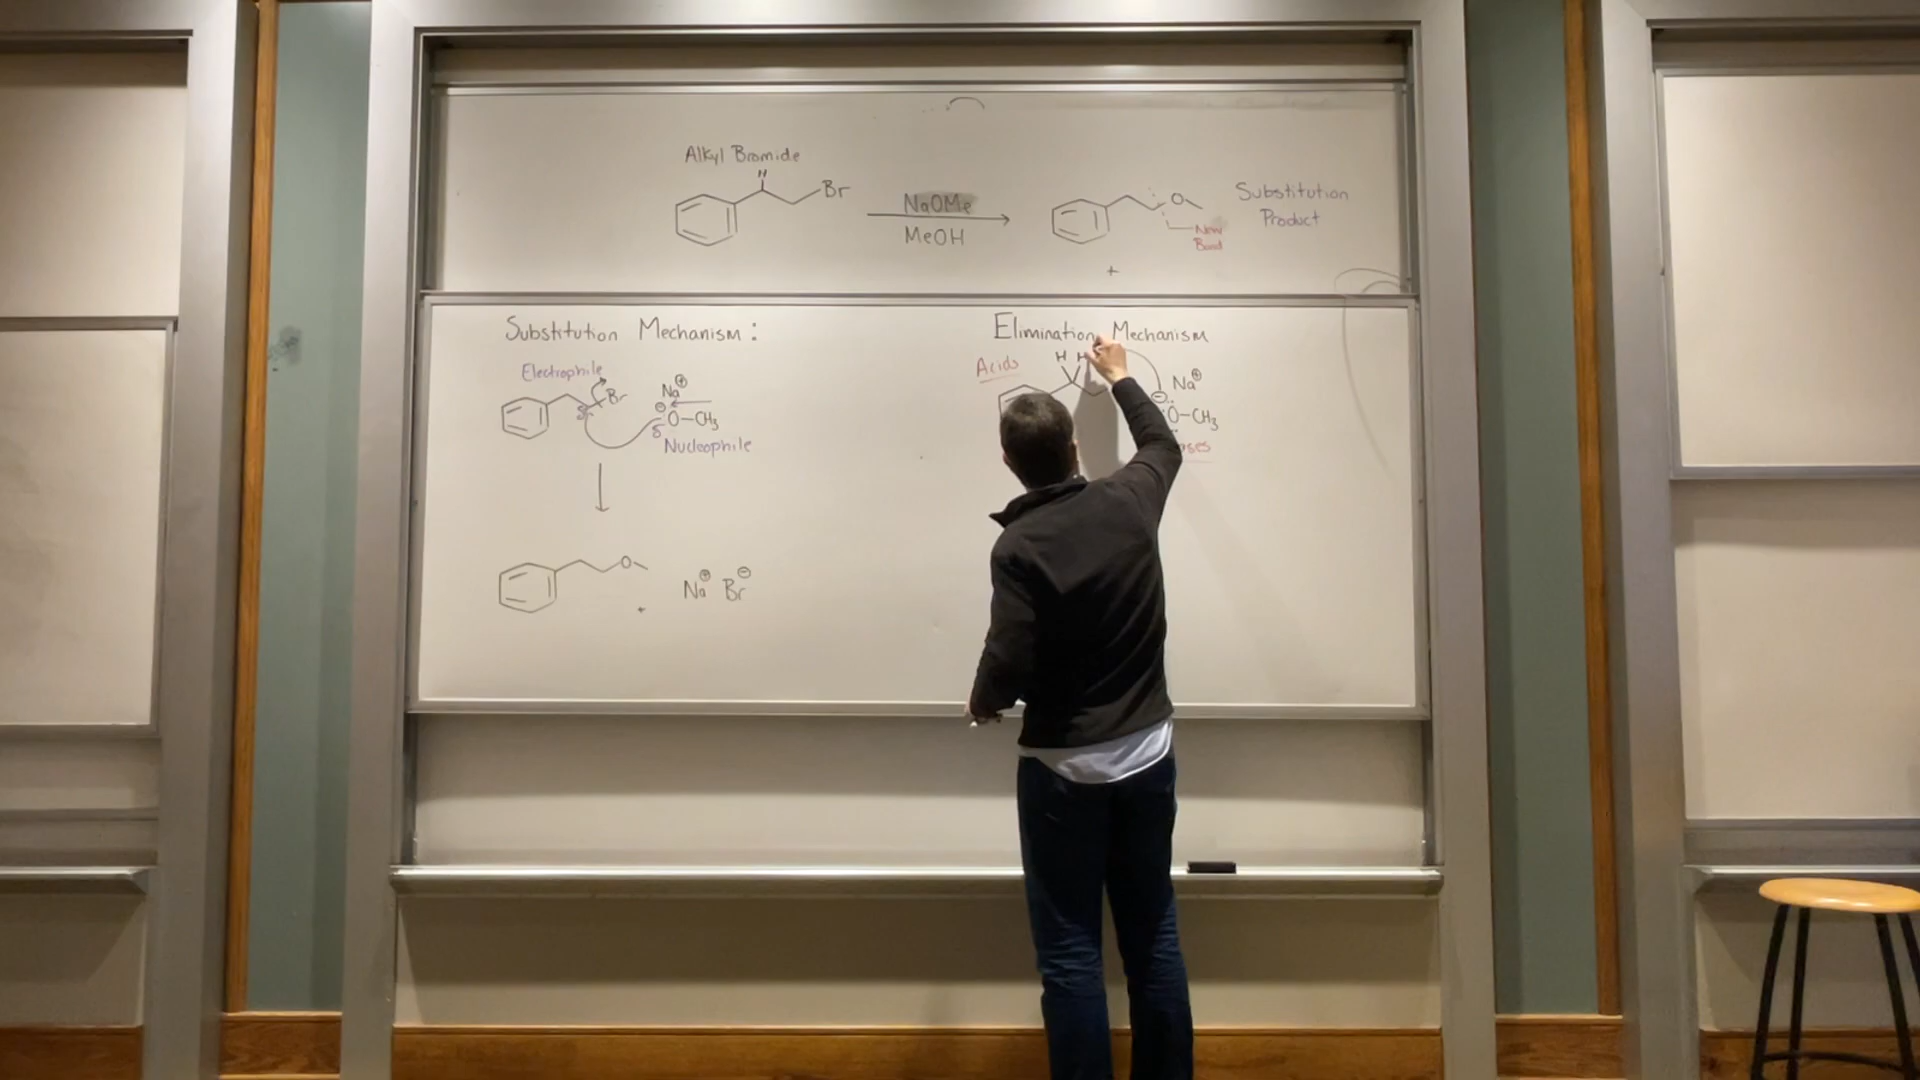 Alkyl Bromide
H
Br
NaOMe
MeOH
O
New
Bond
Substitution
Product
+
Substitution Mechanism:
Electrophile
Br
Na⊕
⊖
O-CH3
Nucleophile
O
+
Na⊕ Br⊖
Elimination Mechanism
Acids
H H
Na⊕
⊖
O-CH3